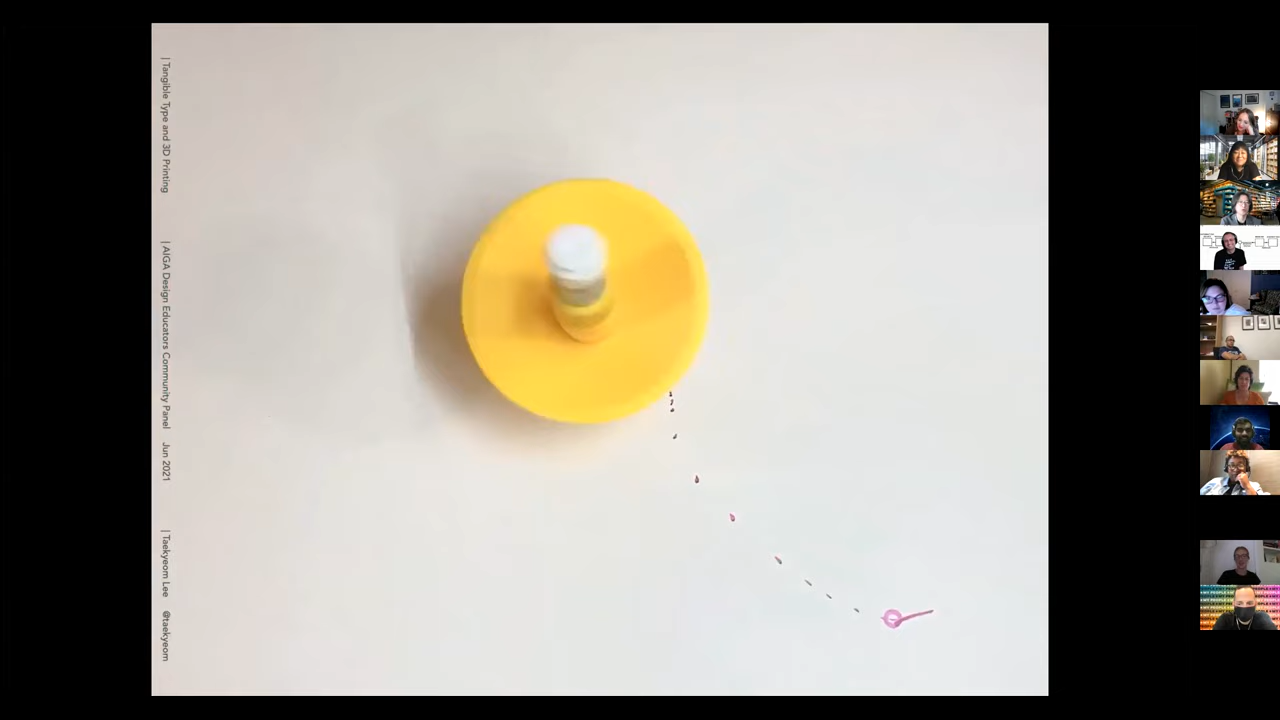 | Tangible Type and 3D Printing
| AIGA Design Educators Community Panel Jun 2021
| Taekyeom Lee @taekyeom